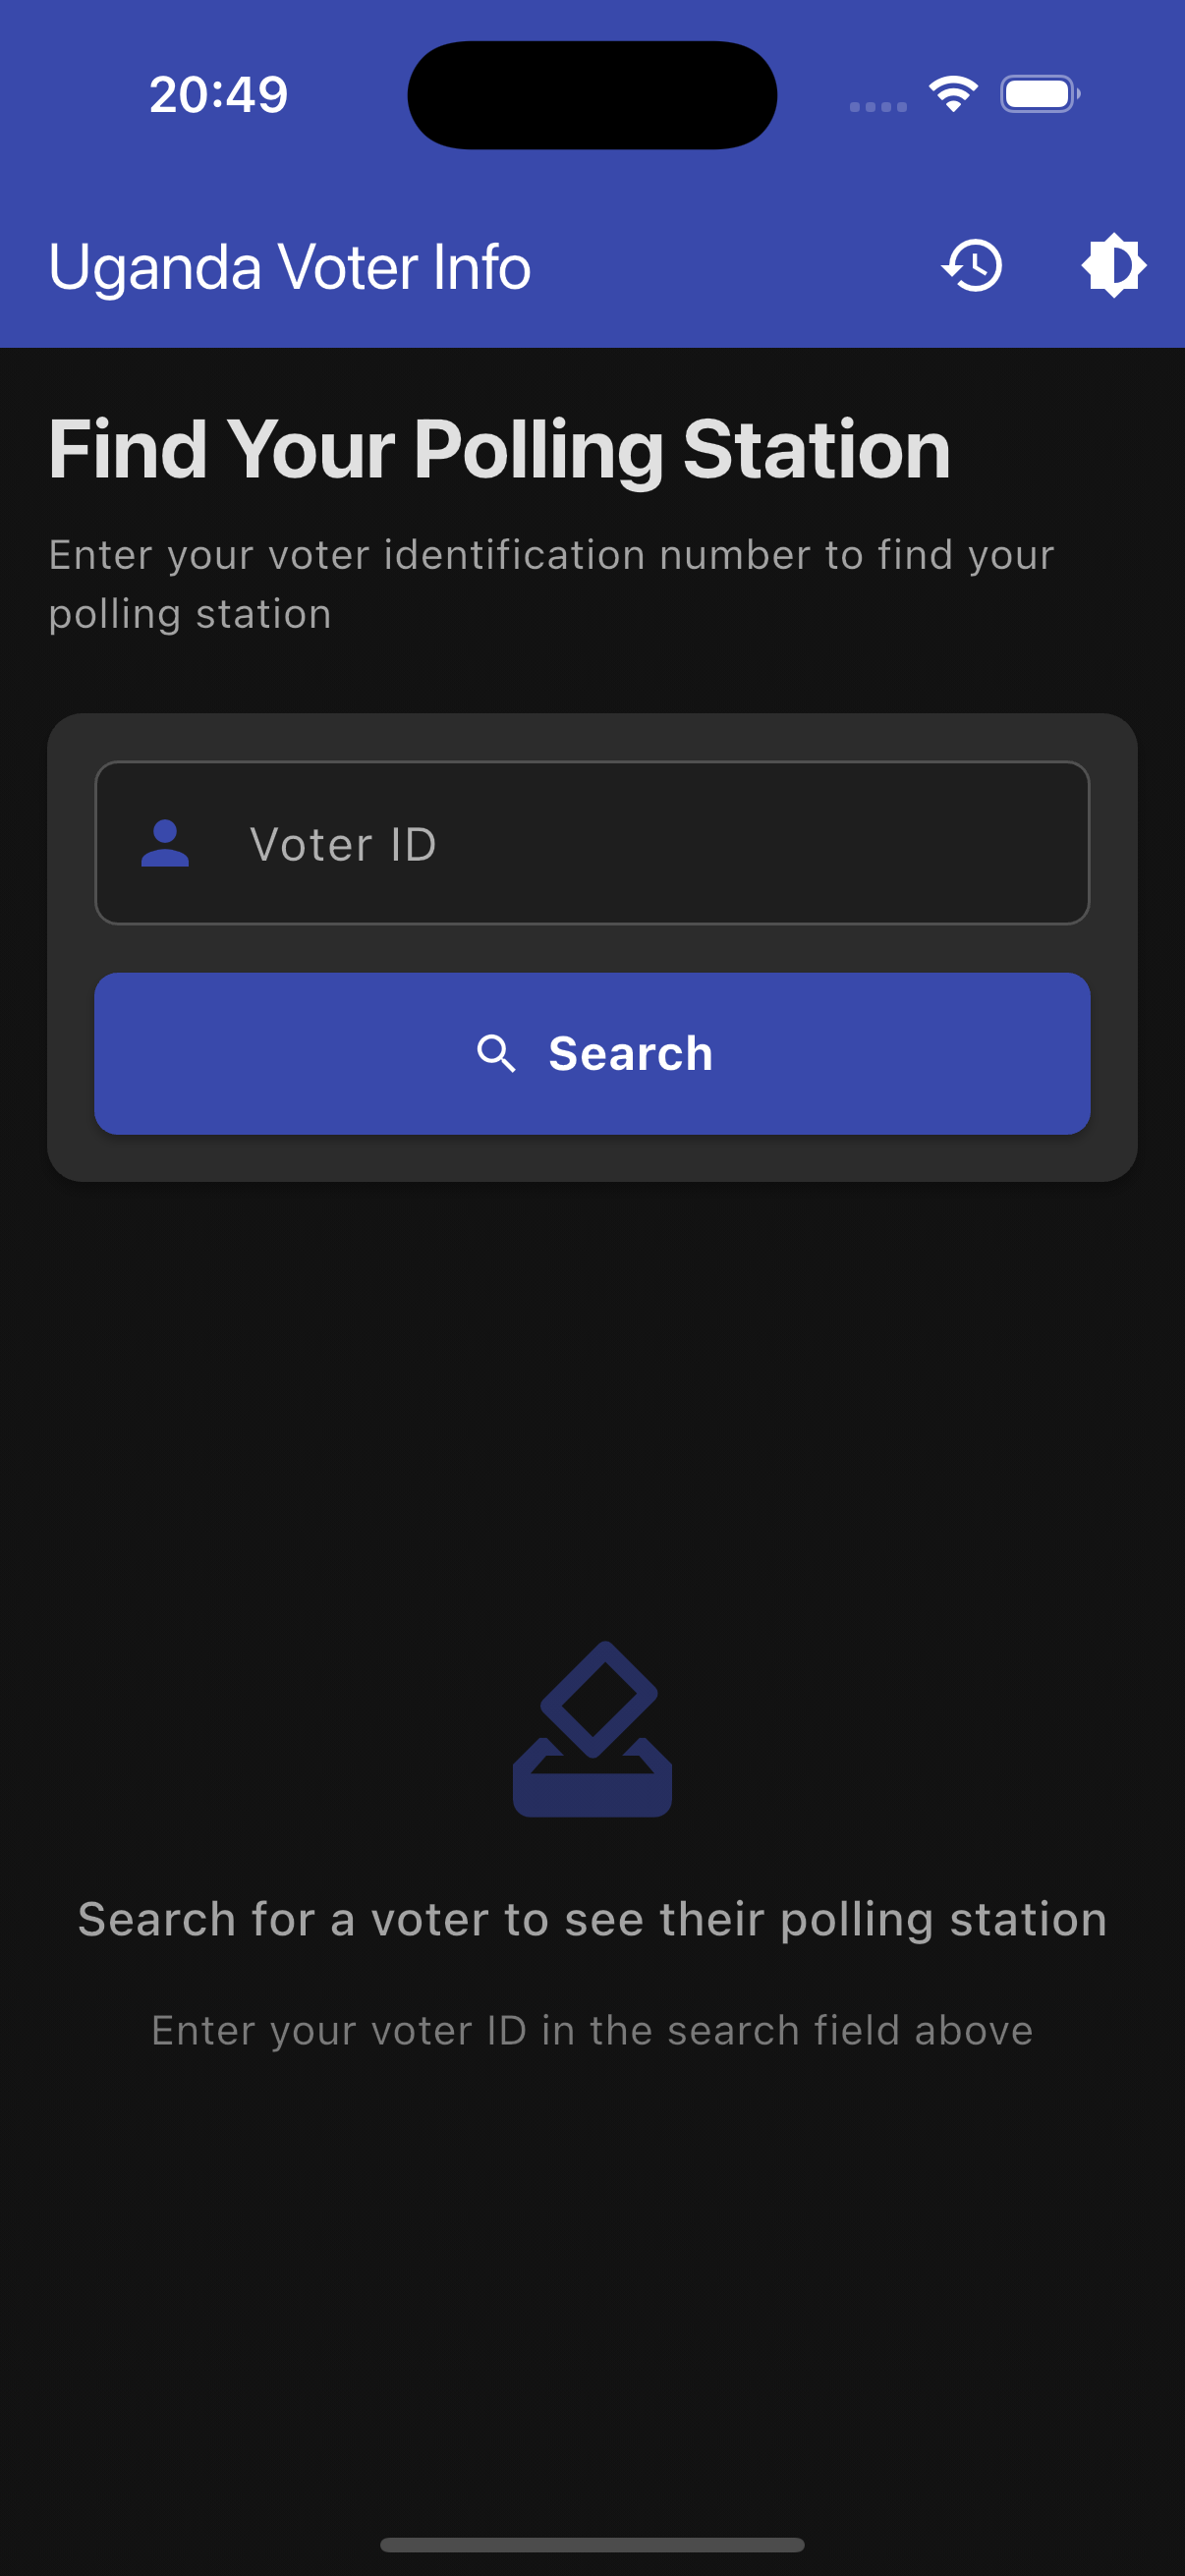 20:49
Uganda Voter Info
Find Your Polling Station
Enter your voter identification number to find your
polling station
Voter ID
Search
Search for a voter to see their polling station
Enter your voter ID in the search field above